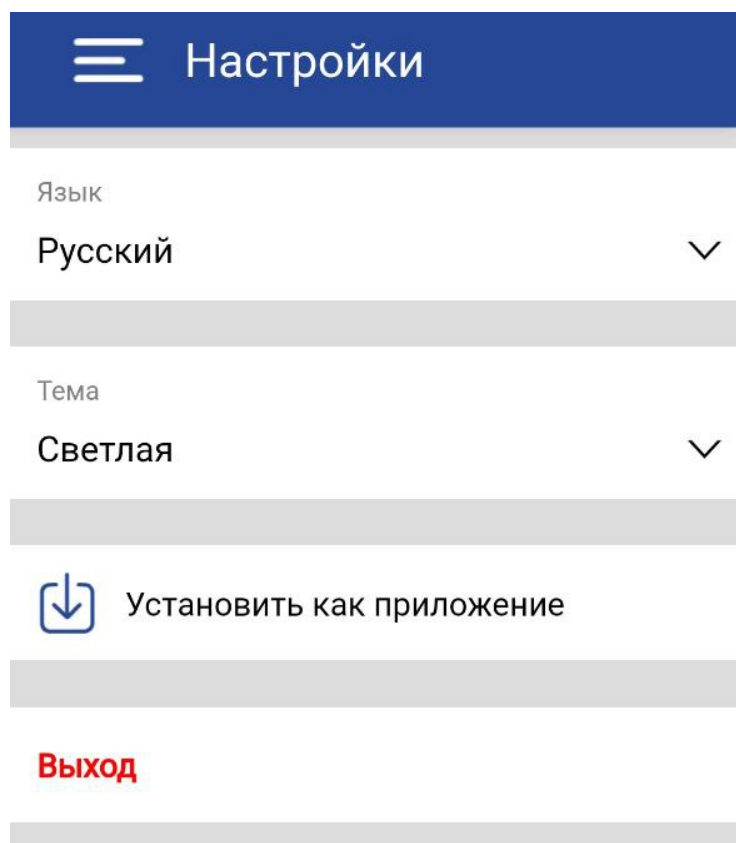 Настройки
Язык
Русский
Тема
Светлая
Установить как приложение
Выход